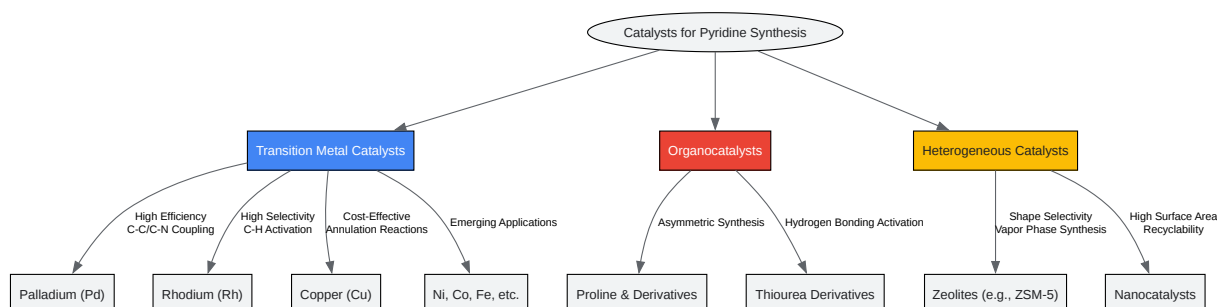 Catalysts for Pyridine Synthesis
Transition Metal Catalysts
Organocatalysts
Heterogeneous Catalysts
High Efficiency
C-C/C-N Coupling
High Selectivity
C-H Activation
Cost-Effective
Annulation Reactions
Emerging Applications
Asymmetric Synthesis
Hydrogen Bonding Activation
Shape Selectivity
Vapor Phase Synthesis
High Surface Area
Recyclability
Palladium (Pd)
Rhodium (Rh)
Copper (Cu)
Ni, Co, Fe, etc.
Proline & Derivatives
Thiourea Derivatives
Zeolites (e.g., ZSM-5)
Nanocatalysts